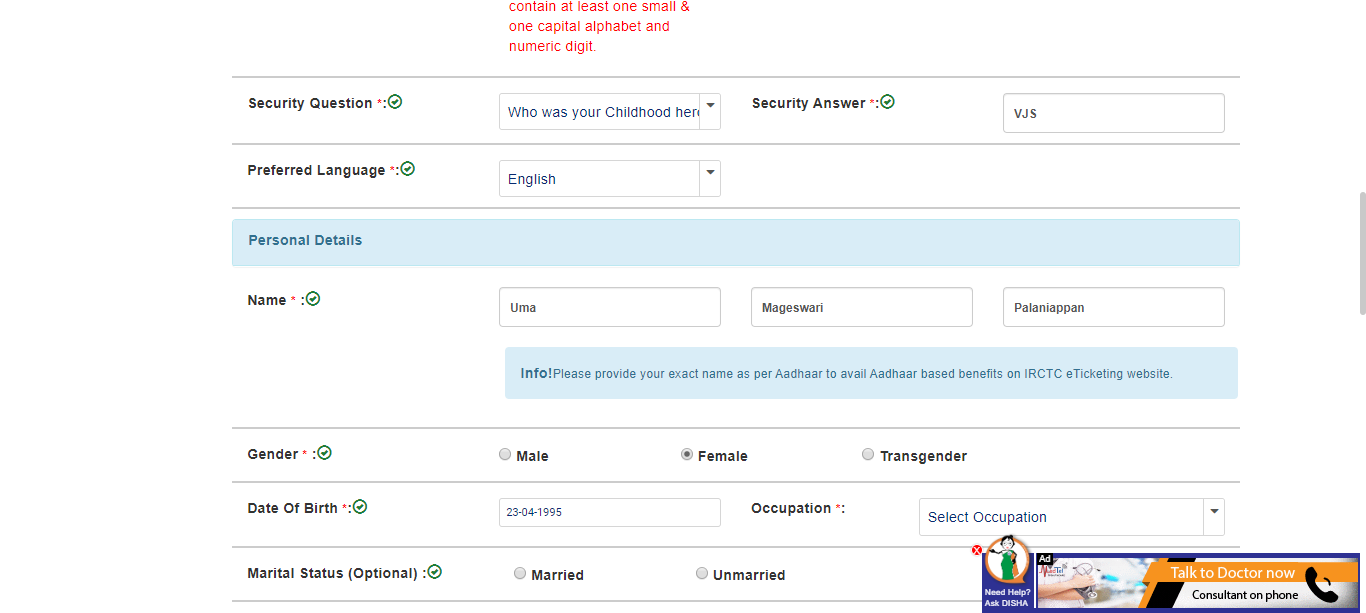 contain at least one small &
one capital alphabet and
numeric digit.
Security Question *:
Who was your Childhood hero
Security Answer *:
VJS
Preferred Language *:
English
Personal Details
Name * :
Uma
Mageswari
Palaniappan
Info!Please provide your exact name as per Aadhaar to avail Aadhaar based benefits on IRCTC eTicketing website.
Gender * :
Male
Female
Transgender
Date Of Birth *:
23-04-1995
Occupation *:
Select Occupation
Marital Status (Optional) :
Married
Unmarried
X
Need Help?
Ask DISHA
Ad
Talk to Doctor now
Consultant on phone